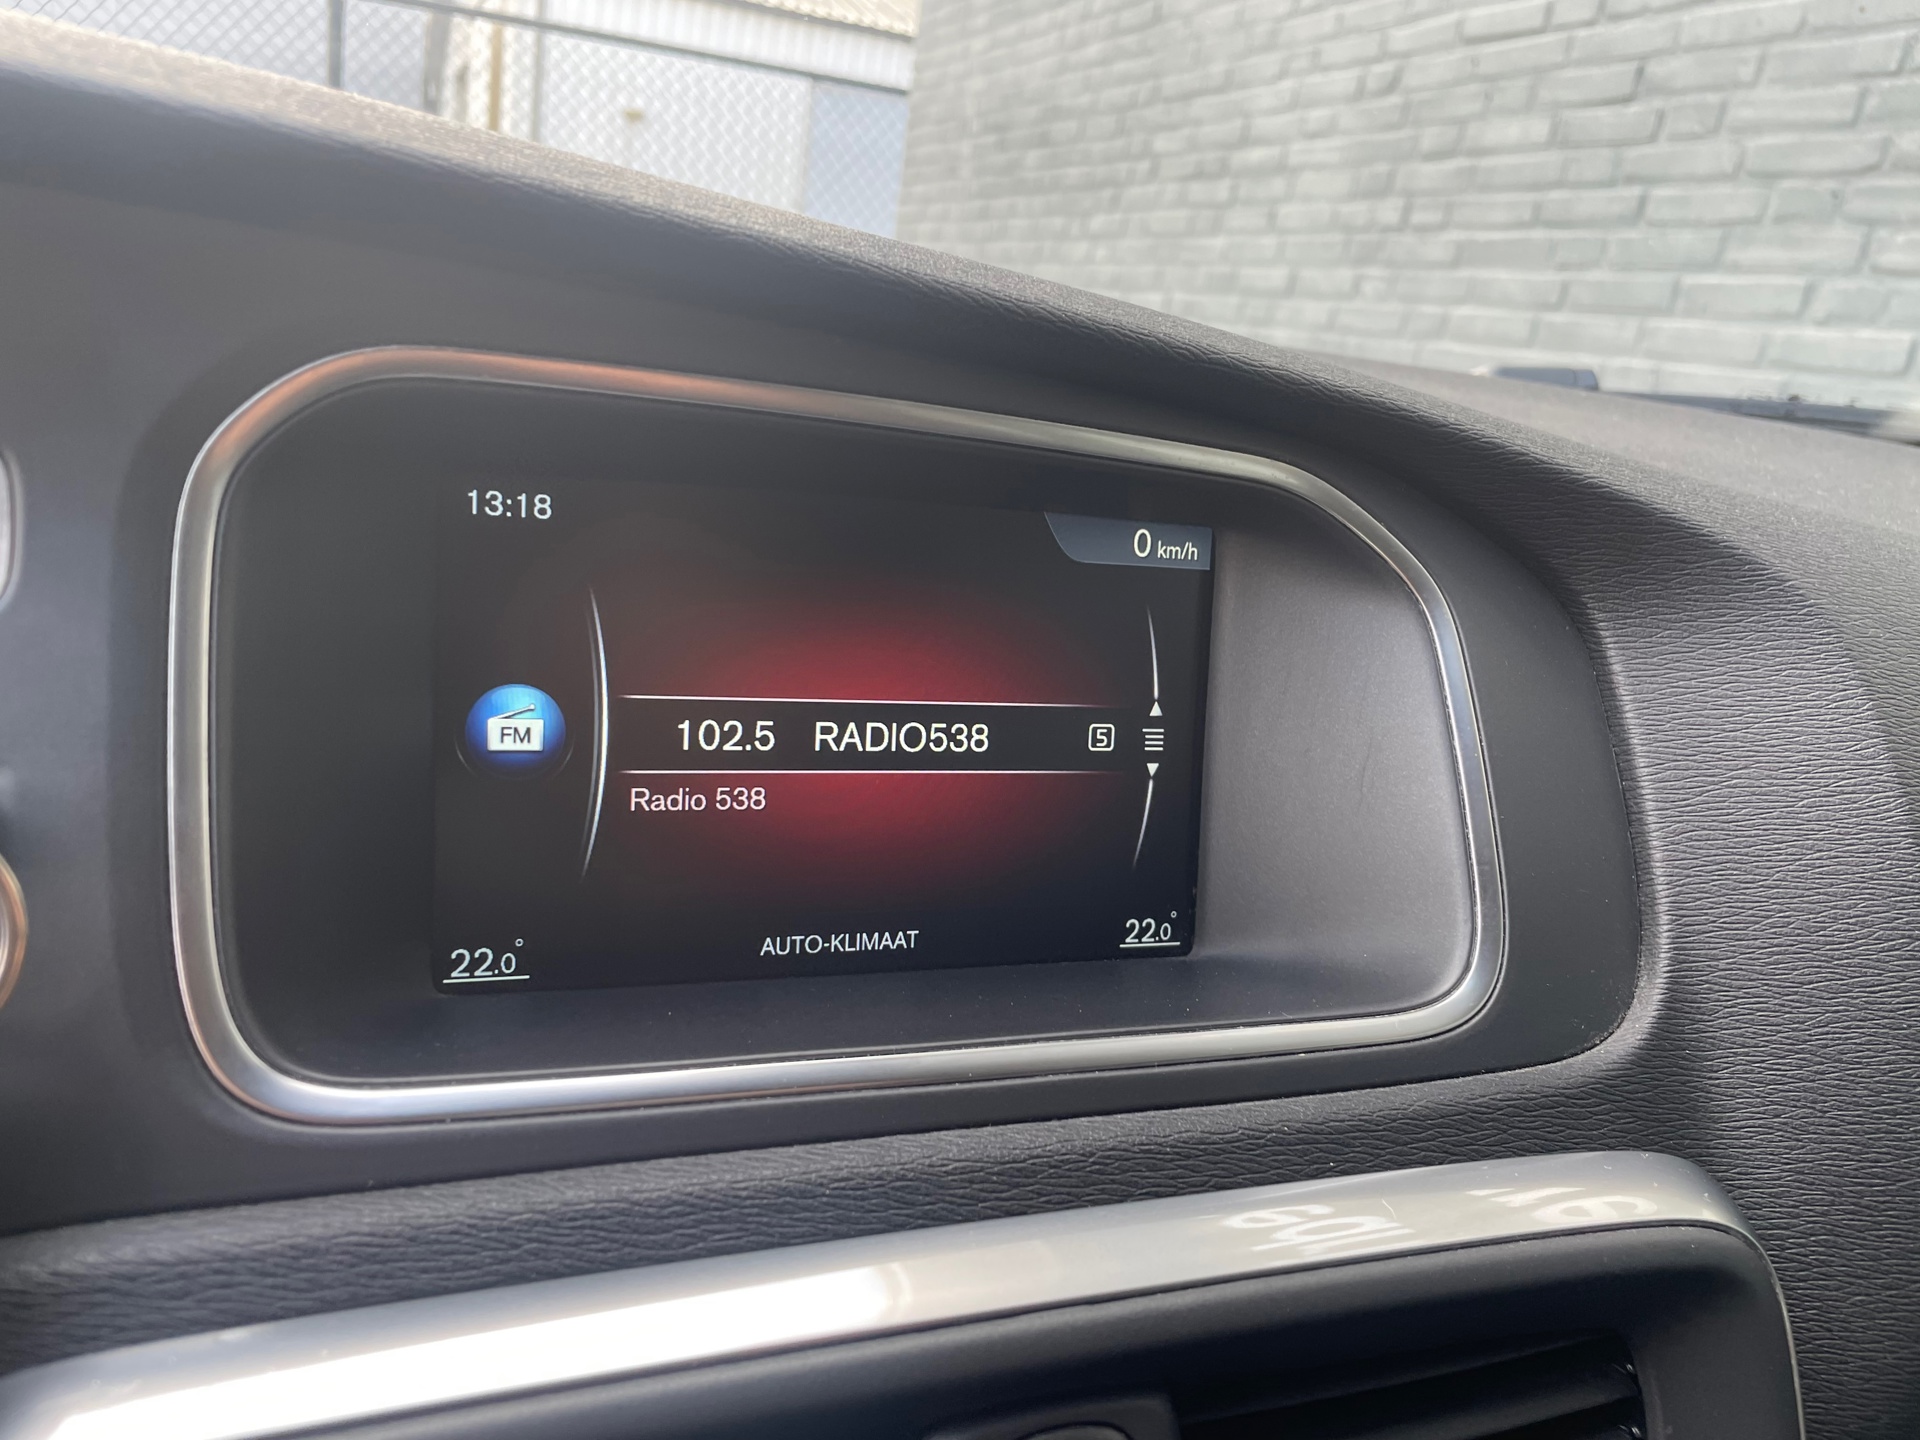 13:18
0 km/h
FM
102.5 RADIO538 5
Radio 538
22.0° AUTO-KLIMAAT 22.0°